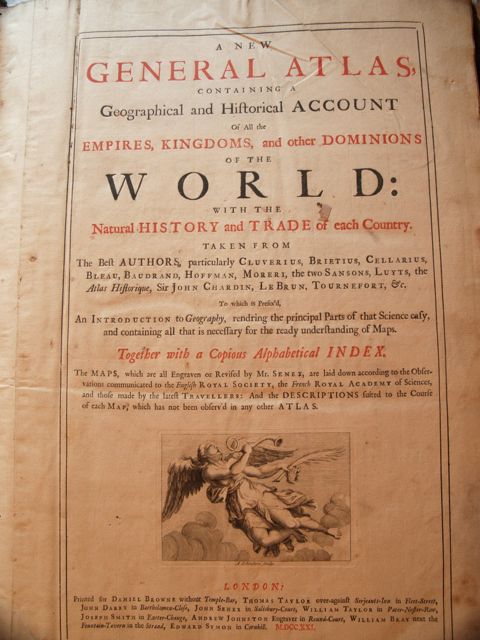 A NEW
GENERAL ATLAS,
CONTAINING A
Geographical and Historical ACCOUNT
Of All the
EMPIRES, KINGDOMS, and other DOMINIONS
OF THE
WORLD:
WITH THE
Natural HISTORY and TRADE of each Country.
TAKEN FROM
The Beſt AUTHORS, particularly CLUVERIUS, BRIETIUS, CELLARIUS,
BLEAU, BAUDRAND, HOFFMAN, MORERI, the two SANSONS, LUYTS, the
Atlas Hiſtorique, Sir JOHN CHARDIN, LE BRUN, TOURNEFORT, &c.
To which is Prefix'd,
An INTRODUCTION to Geography, rendring the principal Parts of that Science eaſy,
and containing all that is neceſſary for the ready underſtanding of Maps.
Together with a Copious Alphabetical INDEX.
The MAPS, which are all Engraven or Reviſed by Mr. SENEX, are laid down according to the Obſer-
vations communicated to the Engliſh ROYAL SOCIETY, the French ROYAL ACADEMY of Sciences,
and thoſe made by the lateſt TRAVELLERS: And the DESCRIPTIONS ſuited to the Courſe
of each MAP, which has not been obſerv'd in any other ATLAS.
LONDON:
Printed for DANIEL BROWNE without Temple-Bar, THOMAS TAYLOR over-againſt Serjeants-Inn in Fleet-Street,
JOHN DARBY in Bartholomew-Cloſe, JOHN SENEX in Salisbury-Court, WILLIAM TAYLOR in Pater-Noſter-Row,
JOSEPH SMITH in Exeter-Change, ANDREW JOHNSTON Engraver in Round-Court, WILLIAM BRAY next the
Fountain-Tavern in the Strand, EDWARD SYMON in Cornhill. M.DCC.XXI.